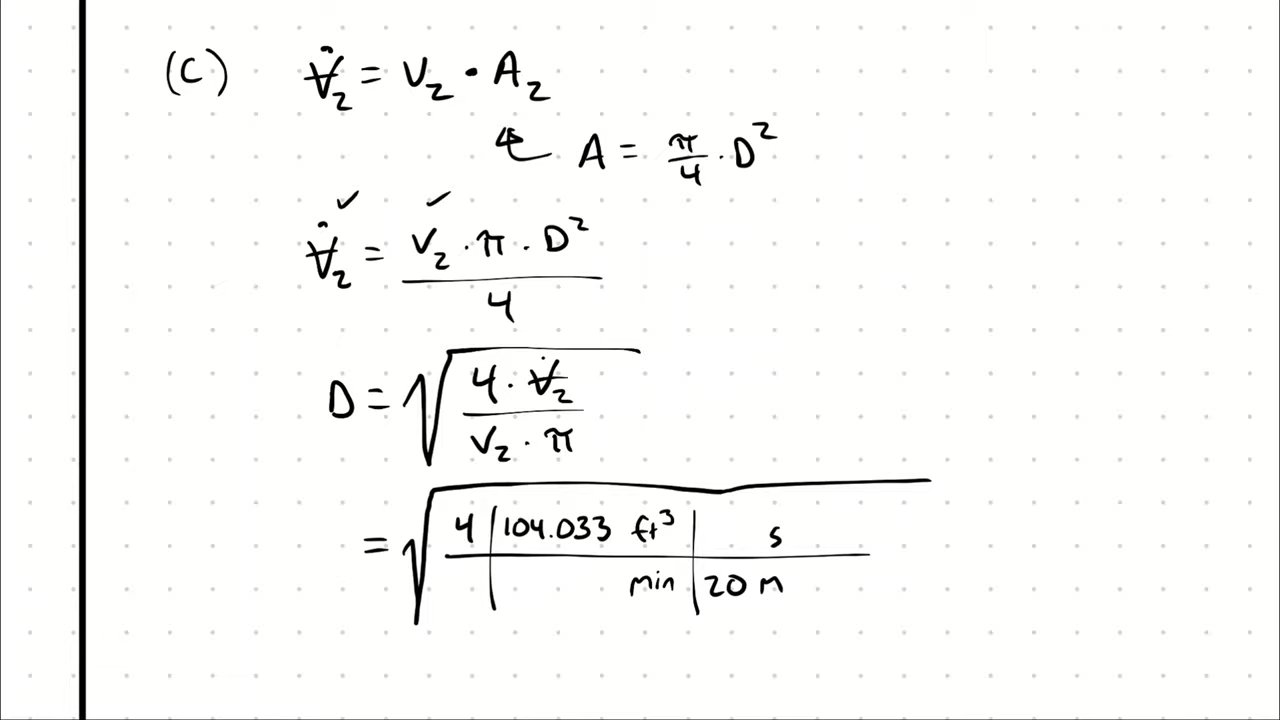 (C) V̶̇₂ = V₂ · A₂
A = π/4 · D²
✓ ✓
V̶̇₂ = V₂ · π · D² / 4
D = √(4 · V̶̇₂ / V₂ · π)
= √(4 | 104.033 ft³ | s / min | 20 m)